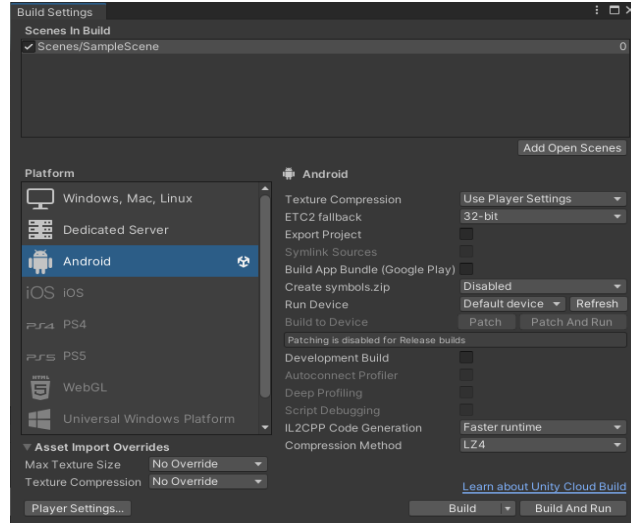 Build Settings
Scenes In Build
Scenes/SampleScene 0
Add Open Scenes
Platform
Windows, Mac, Linux
Dedicated Server
Android
iOS iOS
PS4 PS4
PS5 PS5
HTML 5 WebGL
Universal Windows Platform
Asset Import Overrides
Max Texture Size No Override
Texture Compression No Override
Player Settings...
Android
Texture Compression Use Player Settings
ETC2 fallback 32-bit
Export Project
Symlink Sources
Build App Bundle (Google Play)
Create symbols.zip Disabled
Run Device Default device Refresh
Build to Device Patch Patch And Run
Patching is disabled for Release builds
Development Build
Autoconnect Profiler
Deep Profiling
Script Debugging
IL2CPP Code Generation Faster runtime
Compression Method LZ4
Learn about Unity Cloud Build
Build Build And Run